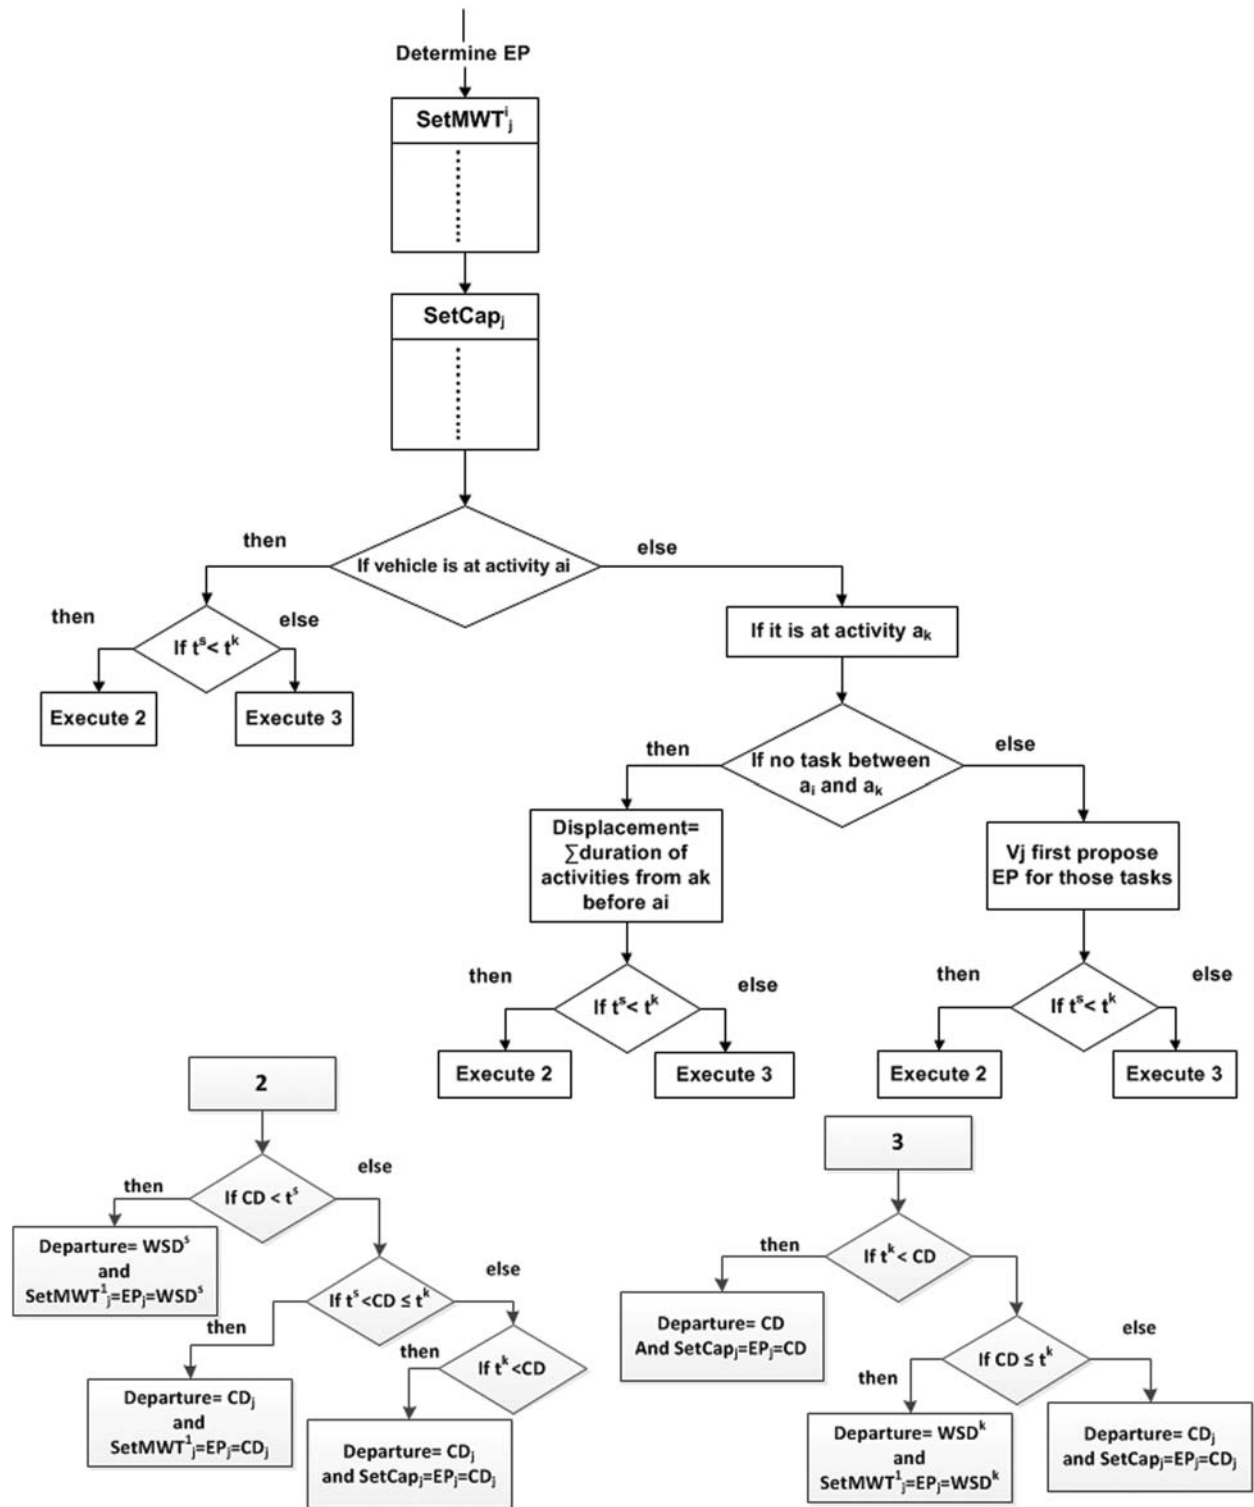 Determine EP
SetMWTⁱⱼ
SetCapⱼ
then
else
If vehicle is at activity ai
then
else
If tˢ< tᵏ
Execute 2
Execute 3
If it is at activity aₖ
then
else
If no task between
aᵢ and aₖ
Displacement=
∑duration of
activities from ak
before ai
Vj first propose
EP for those tasks
then
else
If tˢ< tᵏ
Execute 2
Execute 3
then
else
If tˢ< tᵏ
Execute 2
Execute 3
2
then
else
If CD < tˢ
Departure= WSDˢ
and
SetMWT¹ⱼ=EPⱼ=WSDˢ
then
else
If tˢ<CD ≤ tᵏ
Departure= CDⱼ
and
SetMWT¹ⱼ=EPⱼ=CDⱼ
then
If tᵏ<CD
Departure= CDⱼ
and SetCapⱼ=EPⱼ=CDⱼ
3
then
If tᵏ< CD
Departure= CD
And SetCapⱼ=EPⱼ=CD
else
If CD ≤ tᵏ
then
Departure= WSDᵏ
and
SetMWT¹ⱼ=EPⱼ=WSDᵏ
Departure= CDⱼ
and SetCapⱼ=EPⱼ=CDⱼ